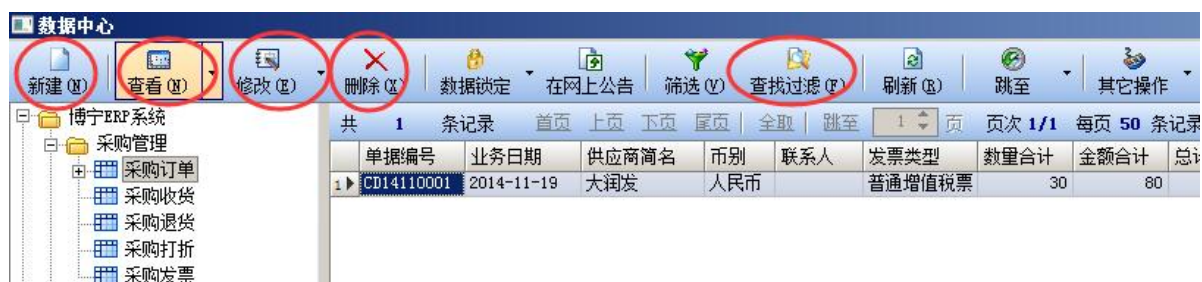 数据中心
新建(N) 查看(N) 修改(E) 删除(X) 数据锁定 在网上公告 筛选(V) 查找过滤(F) 刷新(R) 跳至 其它操作
博宁ERP系统
采购管理
采购订单
采购收货
采购退货
采购打折
采购发票
共 1 条记录 首页 上页 下页 尾页 全取 跳至 1 页 页次 1/1 每页 50 条记录
单据编号 业务日期 供应商简名 币别 联系人 发票类型 数量合计 金额合计
1 CD14110001 2014-11-19 大润发 人民币 普通增值税票 30 80